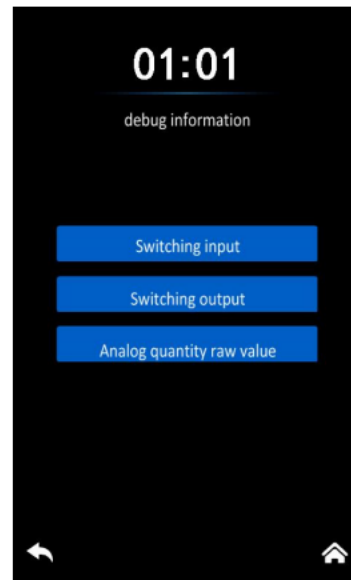 01:01
debug information
Switching input
Switching output
Analog quantity raw value